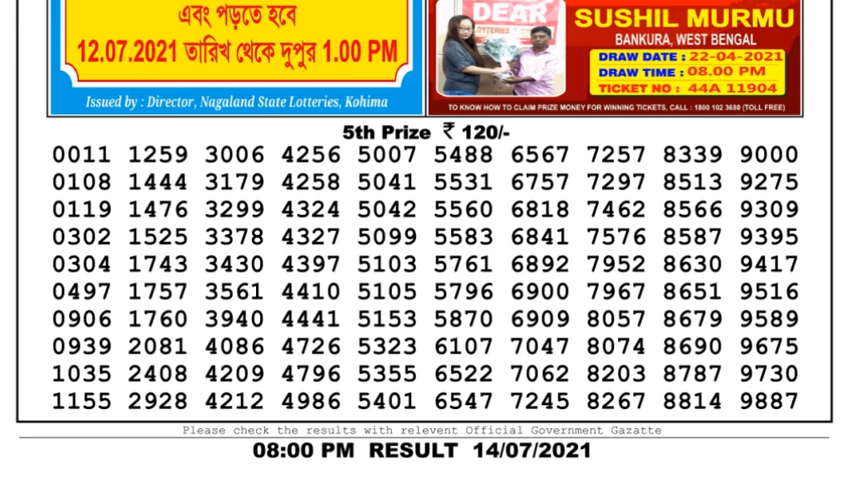 এবং পড়তে হবে
12.07.2021 তারিখ থেকে দুপুর 1.00 PM
Issued by : Director, Nagaland State Lotteries, Kohima
DEAR
LOTTERIES
SUSHIL MURMU
BANKURA, WEST BENGAL
DRAW DATE : 22-04-2021
DRAW TIME : 08.00 PM
TICKET NO : 44A 11904
TO KNOW HOW TO CLAIM PRIZE MONEY FOR WINNING TICKETS, CALL : 1800 102 3680 (TOLL FREE)
5th Prize ₹ 120/-
0011 1259 3006 4256 5007 5488 6567 7257 8339 9000
0108 1444 3179 4258 5041 5531 6757 7297 8513 9275
0119 1476 3299 4324 5042 5560 6818 7462 8566 9309
0302 1525 3378 4327 5099 5583 6841 7576 8587 9395
0304 1743 3430 4397 5103 5761 6892 7952 8630 9417
0497 1757 3561 4410 5105 5796 6900 7967 8651 9516
0906 1760 3940 4441 5153 5870 6909 8057 8679 9589
0939 2081 4086 4726 5323 6107 7047 8074 8690 9675
1035 2408 4209 4796 5355 6522 7062 8203 8787 9730
1155 2928 4212 4986 5401 6547 7245 8267 8814 9887
Please check the results with relevent Official Government Gazatte
08:00 PM RESULT 14/07/2021